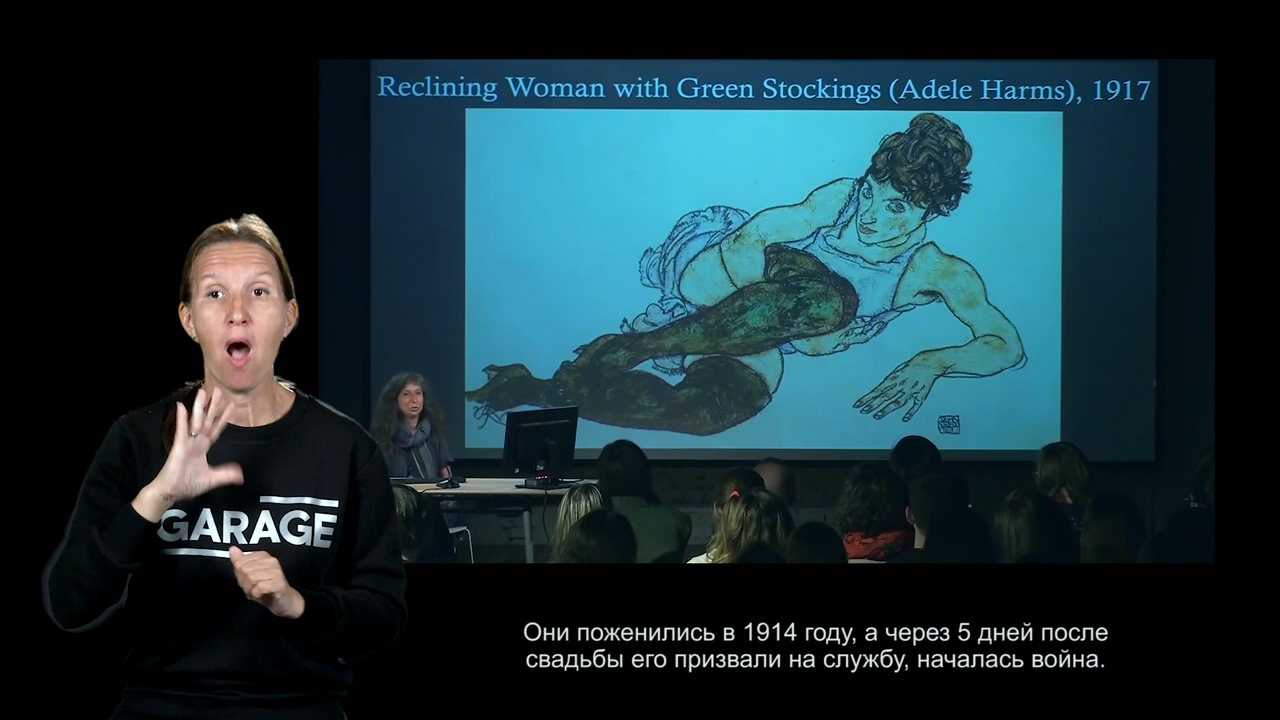 Reclining Woman with Green Stockings (Adele Harms), 1917
GARAGE
Они поженились в 1914 году, а через 5 дней после
свадьбы его призвали на службу, началась война.